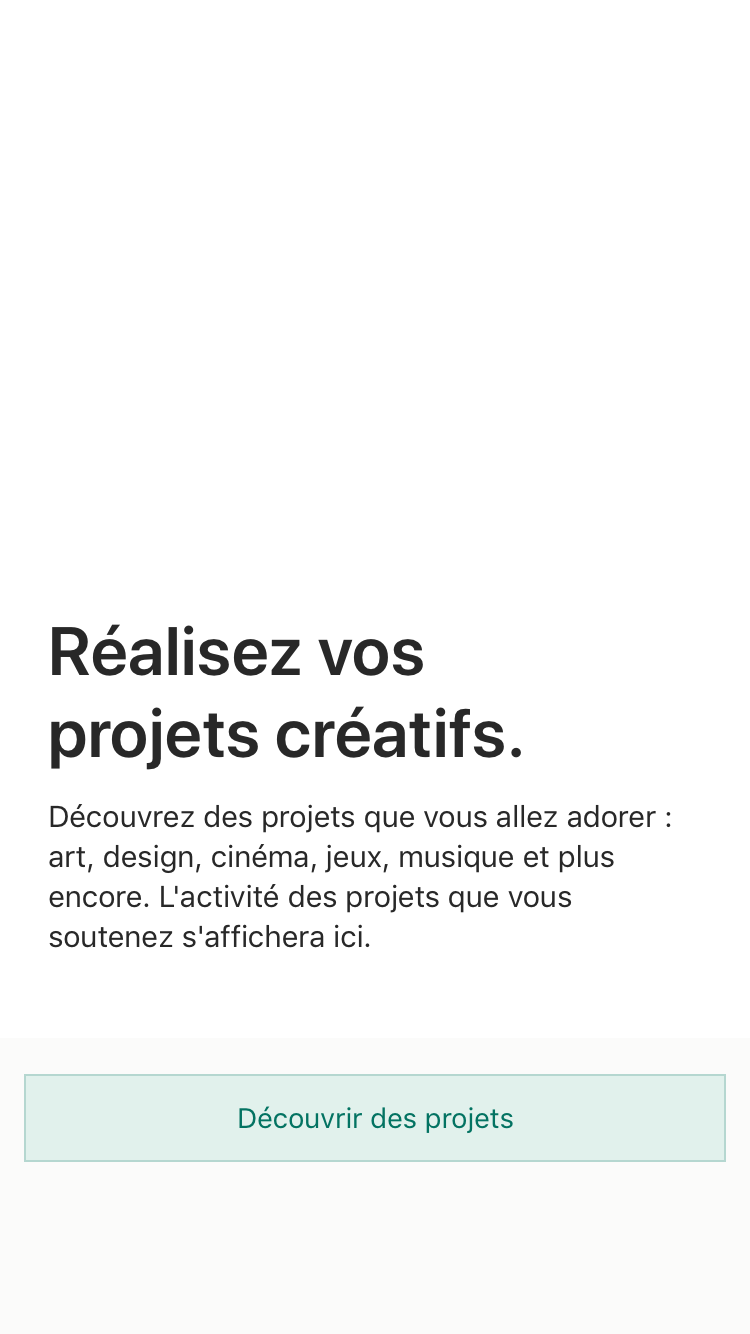 Réalisez vos
projets créatifs.
Découvrez des projets que vous allez adorer :
art, design, cinéma, jeux, musique et plus
encore. L'activité des projets que vous
soutenez s'affichera ici.
Découvrir des projets